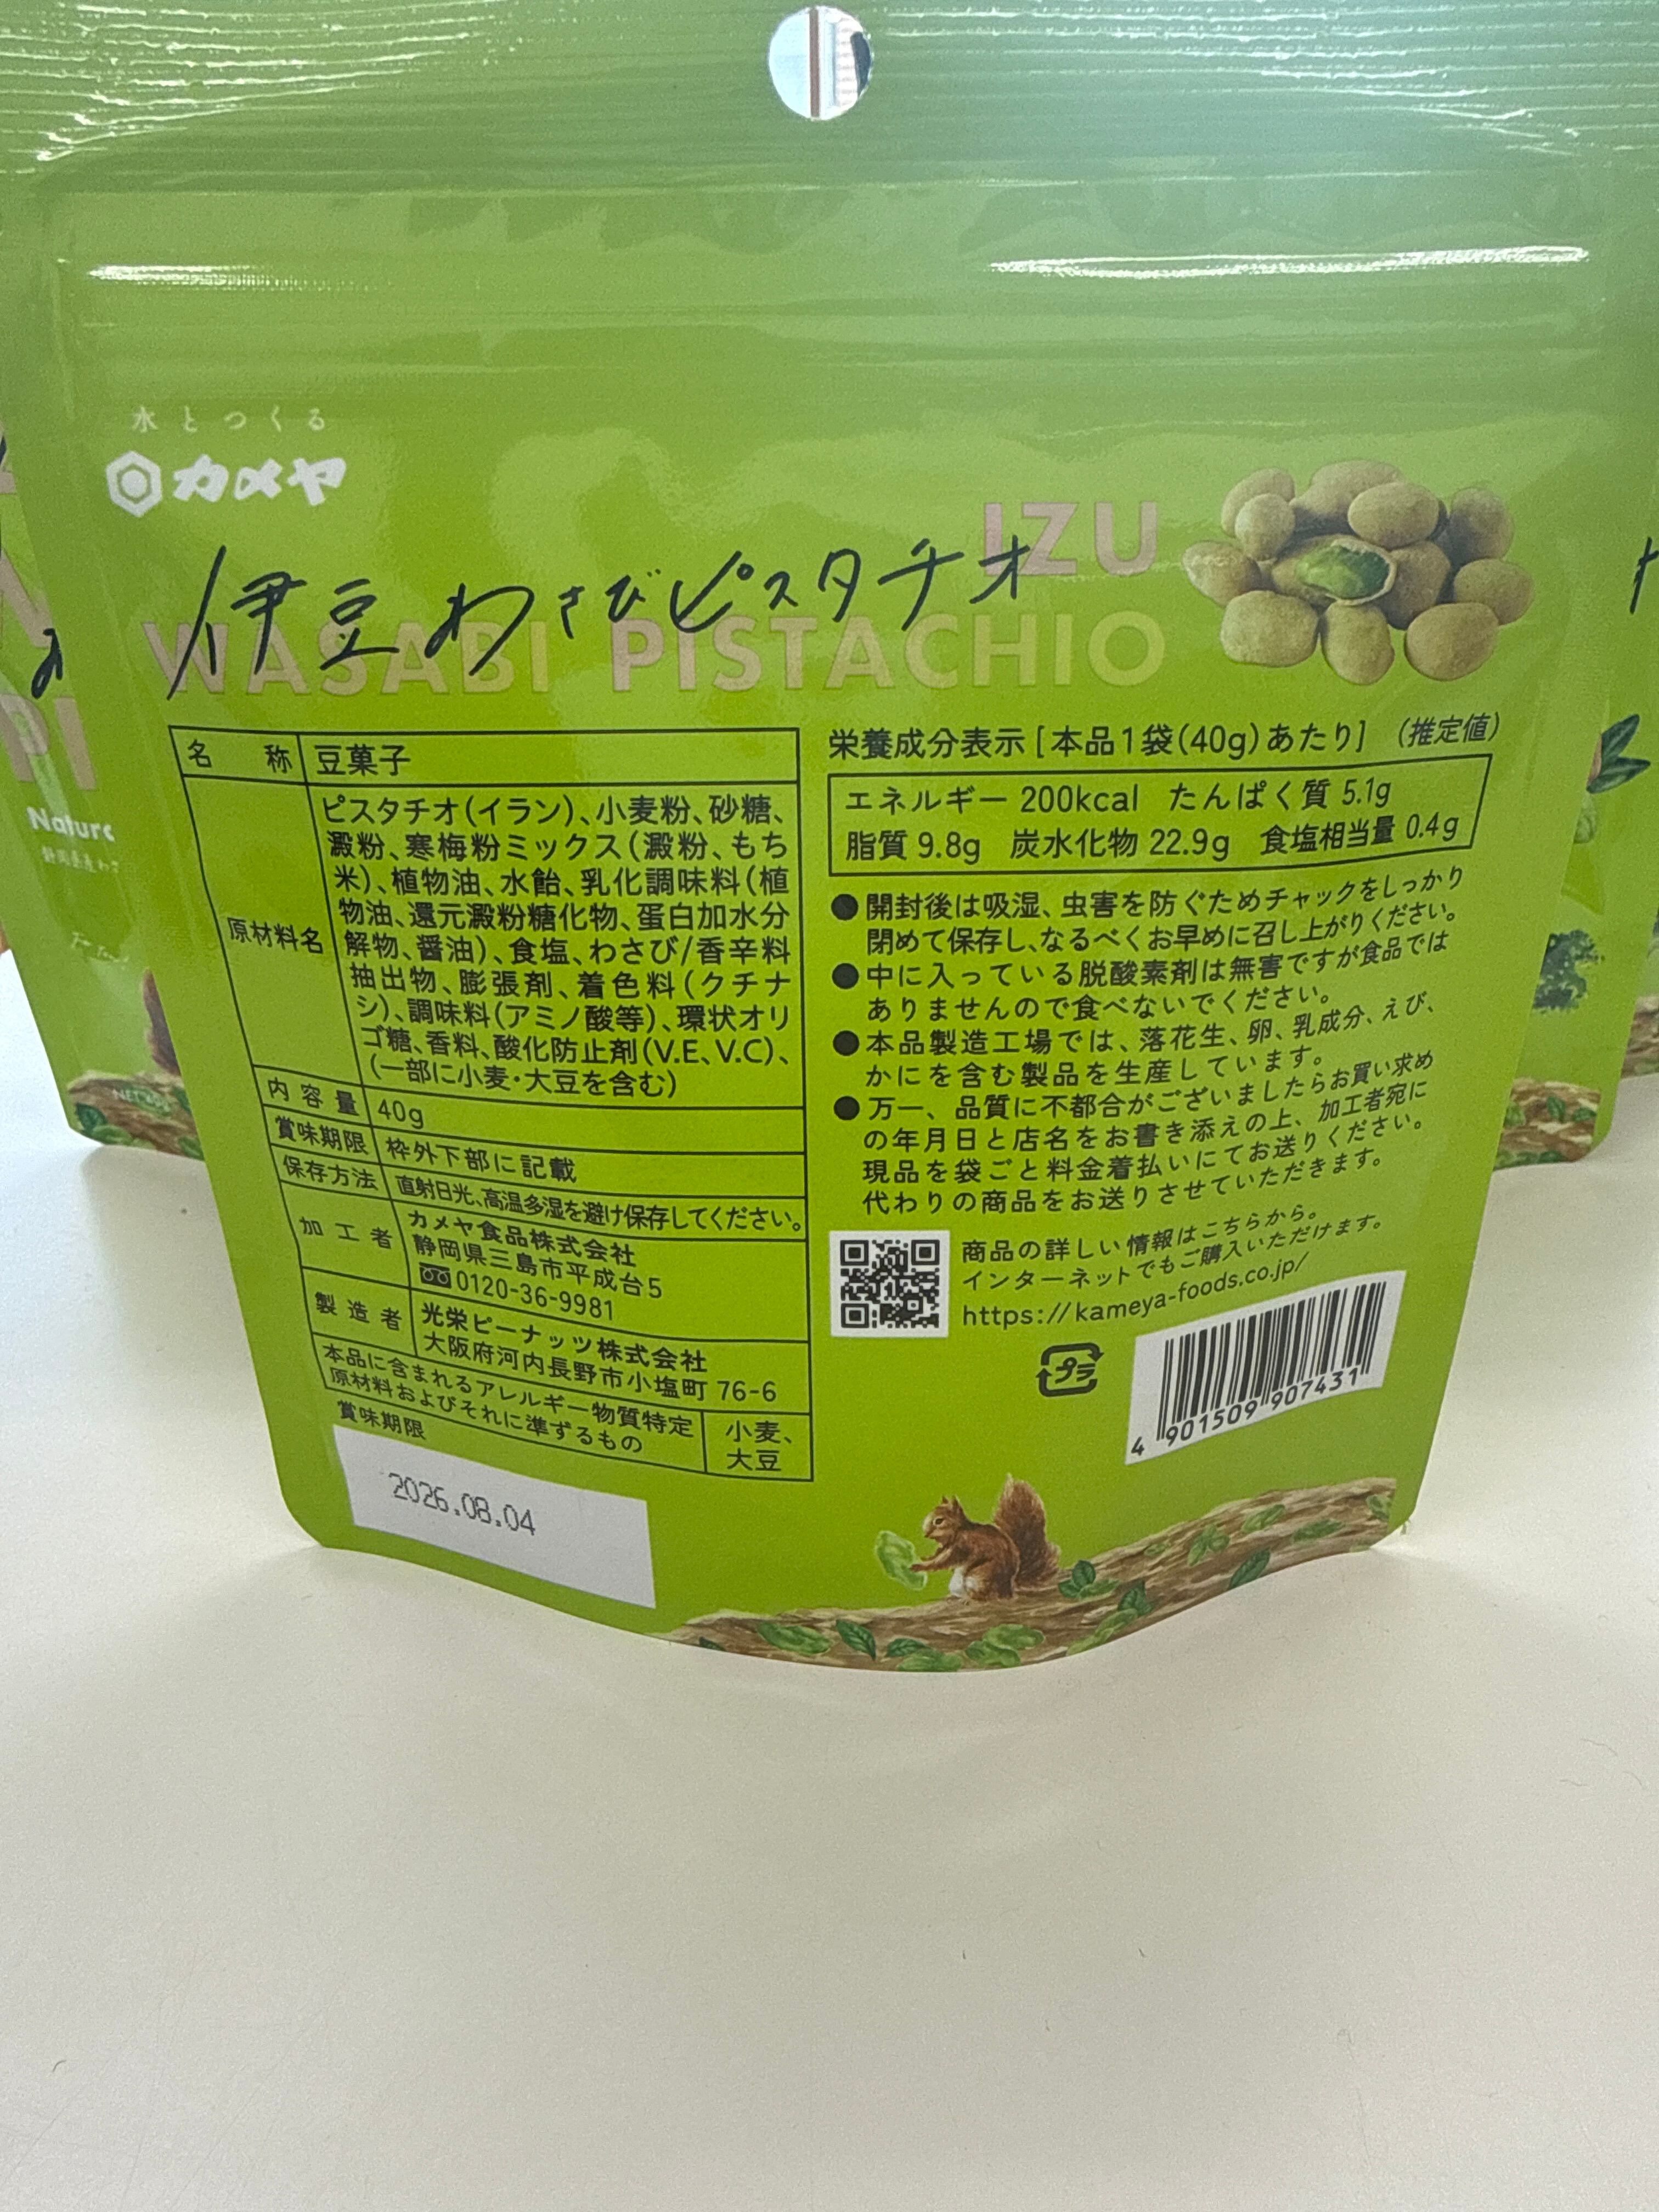 水とつくる
カメヤ
IZU
伊豆わさびピスタチオ
WASABI PISTACHIO
名称 豆菓子
原材料名 ピスタチオ(イラン)、小麦粉、砂糖、
澱粉、寒梅粉ミックス(澱粉、もち
米)、植物油、水飴、乳化調味料(植
物油、還元澱粉糖化物、蛋白加水分
解物、醤油)、食塩、わさび/香辛料
抽出物、膨張剤、着色料(クチナ
シ)、調味料(アミノ酸等)、環状オリ
ゴ糖、香料、酸化防止剤(V.E、V.C)、
(一部に小麦・大豆を含む)
内容量 40g
賞味期限 枠外下部に記載
保存方法 直射日光、高温多湿を避け保存してください。
加工者 カメヤ食品株式会社
静岡県三島市平成台5
0120-36-9981
製造者 光栄ピーナッツ株式会社
大阪府河内長野市小塩町 76-6
本品に含まれるアレルギー物質特定
原材料およびそれに準ずるもの
小麦、
大豆
賞味期限
2026.08.04
栄養成分表示[本品1袋(40g)あたり] (推定値)
エネルギー 200kcal たんぱく質 5.1g
脂質 9.8g 炭水化物 22.9g 食塩相当量 0.4g
●開封後は吸湿、虫害を防ぐためチャックをしっかり
閉めて保存し、なるべくお早めに召し上がりください。
●中に入っている脱酸素剤は無害ですが食品では
ありませんので食べないでください。
●本品製造工場では、落花生、卵、乳成分、えび、
かにを含む製品を生産しています。
●万一、品質に不都合がございましたらお買い求め
の年月日と店名をお書き添えの上、加工者宛に
現品を袋ごと料金着払いにてお送りください。
代わりの商品をお送りさせていただきます。
商品の詳しい情報はこちらから。
インターネットでもご購入いただけます。
https://kameya-foods.co.jp/
プラ
4 901509 907431
PI
Nature
NET 40g